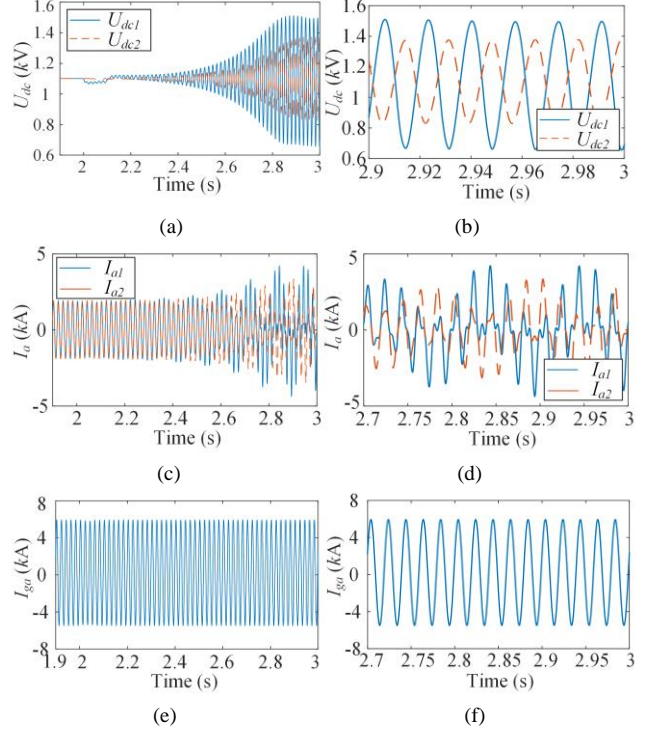 U_dc (kV)
1.6
1.4
1.2
1.0
0.8
0.6
U_dc1
U_dc2
2 2.2 2.4 2.6 2.8 3
Time (s)
(a)
U_dc (kV)
1.6
1.4
1.2
1.0
0.8
0.6
U_dc1
U_dc2
2.9 2.92 2.94 2.96 2.98 3
Time (s)
(b)
I_a (kA)
5
0
-5
I_a1
I_a2
2 2.2 2.4 2.6 2.8 3
Time (s)
(c)
I_a (kA)
5
0
-5
I_a1
I_a2
2.7 2.75 2.8 2.85 2.9 2.95 3
Time (s)
(d)
I_ga (kA)
8
4
0
-4
-8
1.9 2 2.2 2.4 2.6 2.8 3
Time (s)
(e)
I_ga (kA)
8
4
0
-4
-8
2.7 2.75 2.8 2.85 2.9 2.95 3
Time (s)
(f)